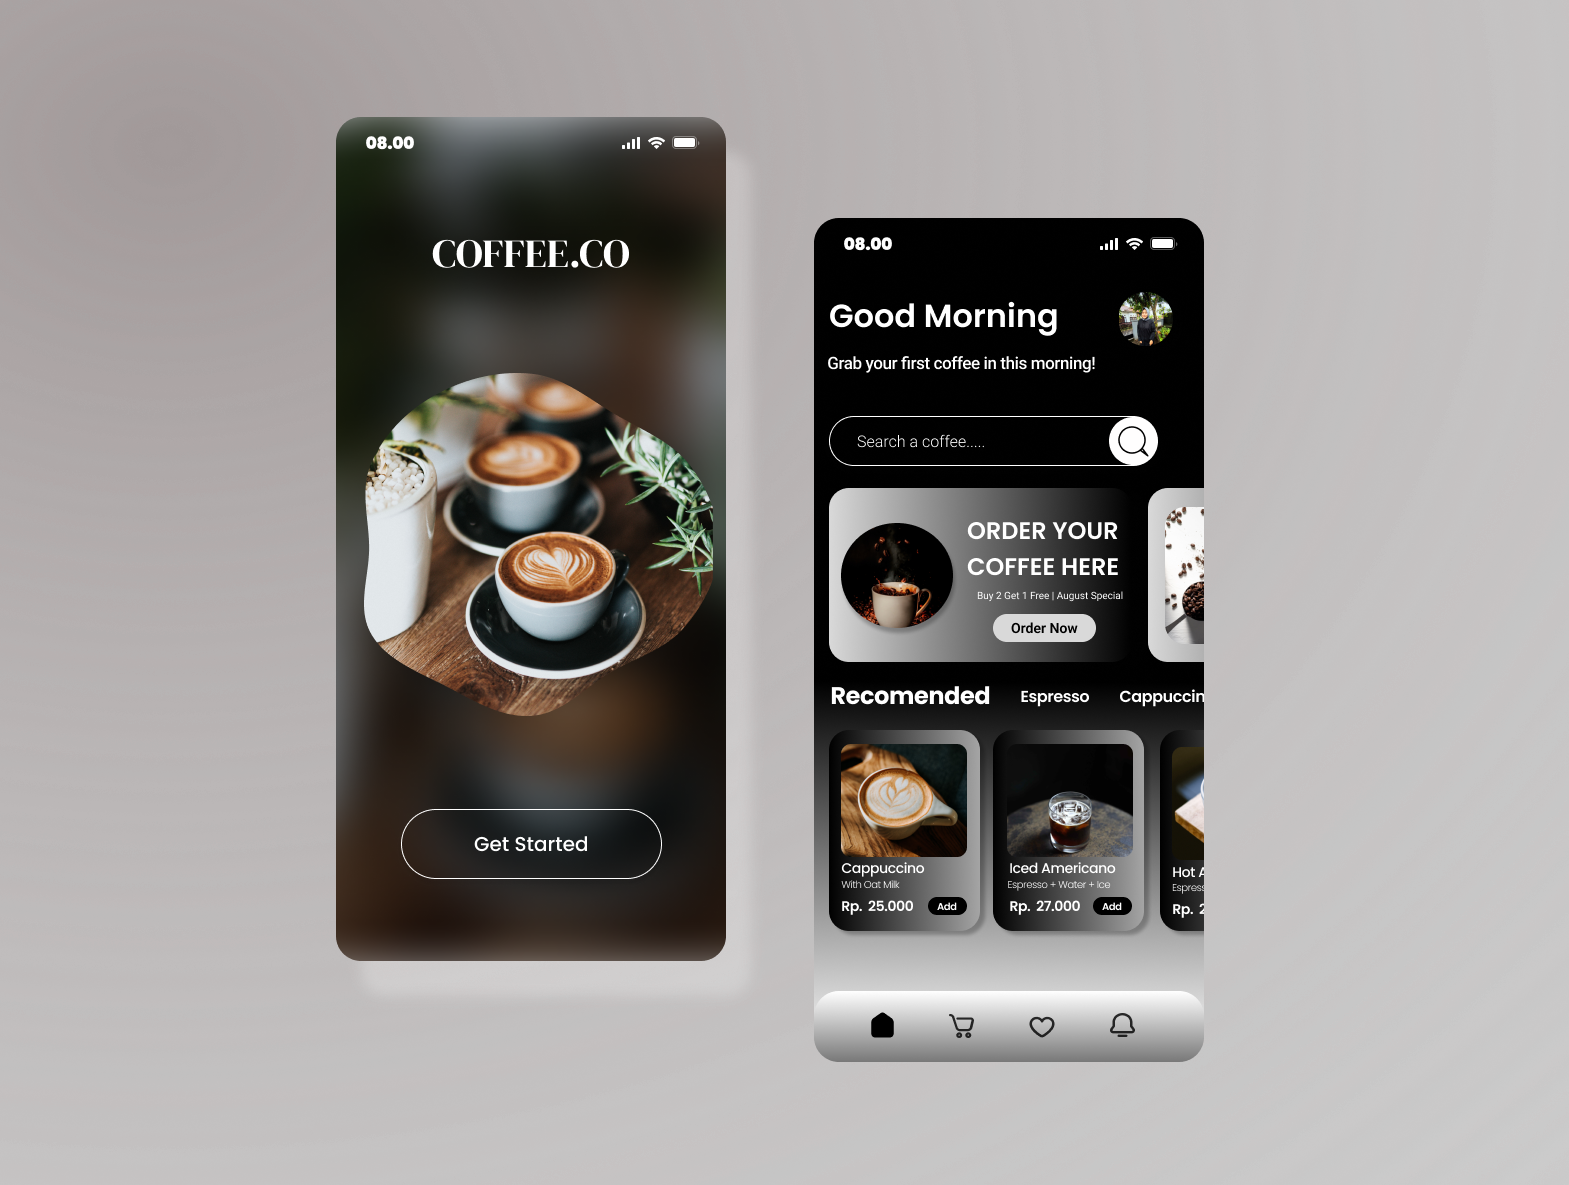 08.00
COFFEE.CO
Get Started
08.00
Good Morning
Grab your first coffee in this morning!
Search a coffee.....
ORDER YOUR
COFFEE HERE
Buy 2 Get 1 Free | August Special
Order Now
Recomended Espresso Cappuccin
Cappuccino
With Oat Milk
Rp. 25.000 Add
Iced Americano
Espresso + Water + Ice
Rp. 27.000 Add
Hot A
Espress
Rp. 2